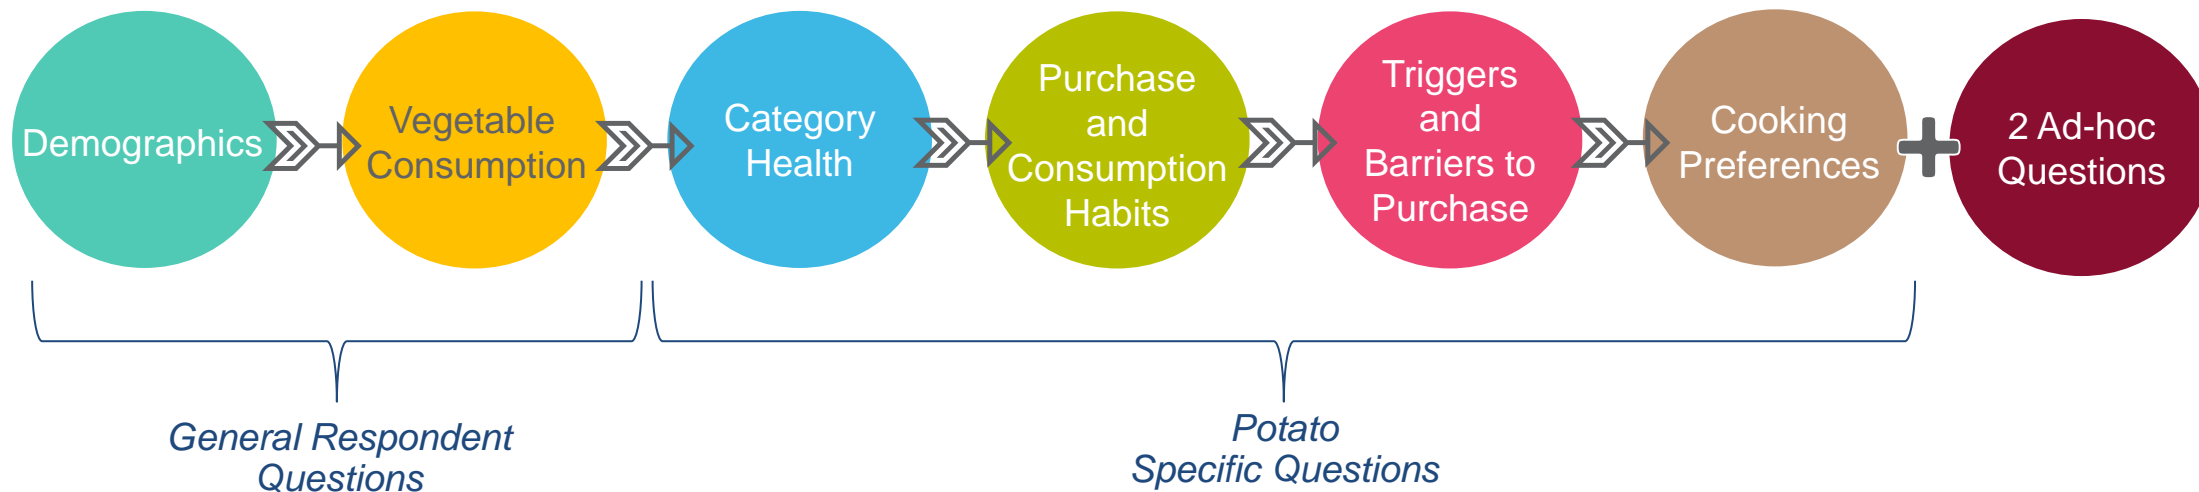 Demographics
Vegetable
Consumption
Category
Health
Purchase
and
Consumption
Habits
Triggers
and
Barriers to
Purchase
Cooking
Preferences
2 Ad-hoc
Questions
General Respondent
Questions
Potato
Specific Questions